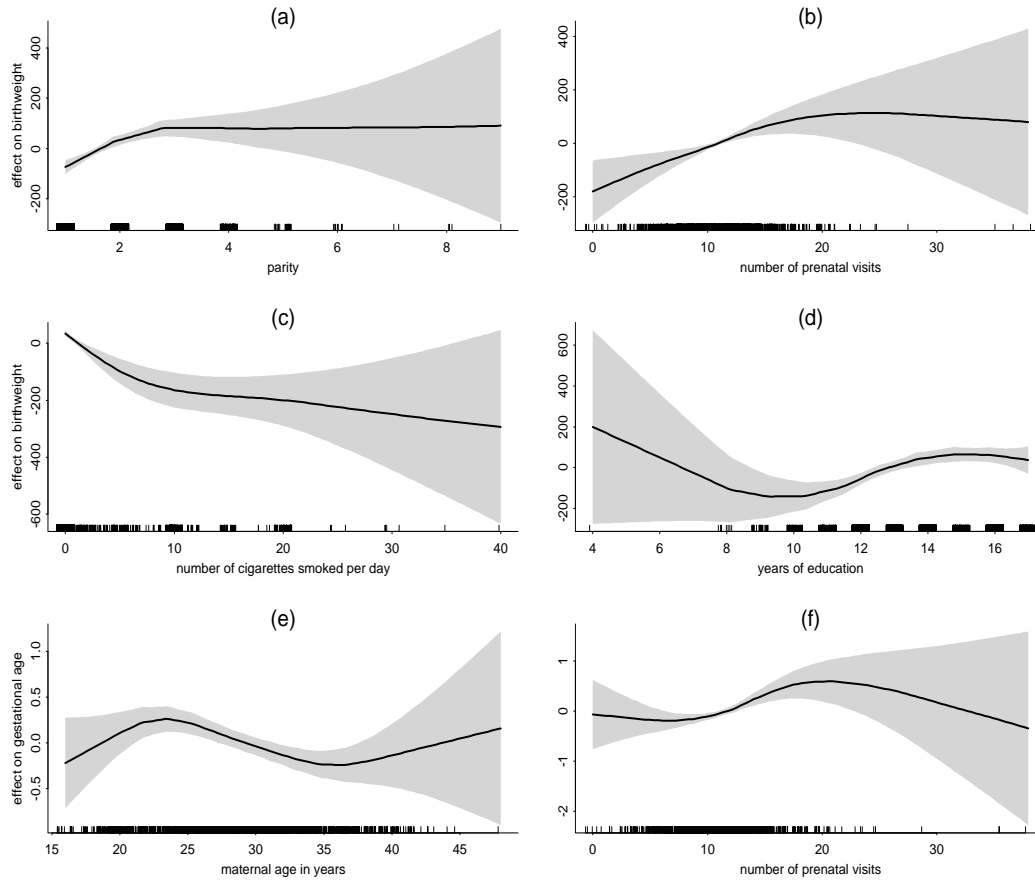 (a)
effect on birthweight
400
200
0
-200
2 4 6 8
parity
(b)
400
200
0
-200
0 10 20 30
number of prenatal visits
(c)
effect on birthweight
0
-200
-400
-600
0 10 20 30 40
number of cigarettes smoked per day
(d)
600
400
200
0
-200
4 6 8 10 12 14 16
years of education
(e)
effect on gestational age
1.0
0.5
0.0
-0.5
15 20 25 30 35 40 45
maternal age in years
(f)
1
0
-1
-2
0 10 20 30
number of prenatal visits